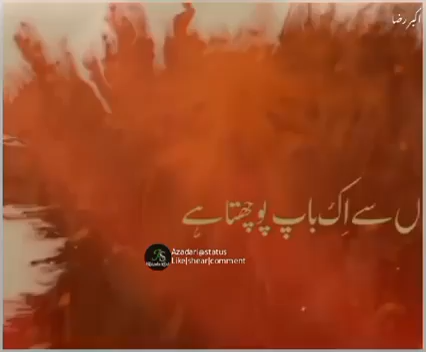 اکبر رضا
ں سے اِک باپ پوچھتا ہے
Azadari@status
Like|shear|comment